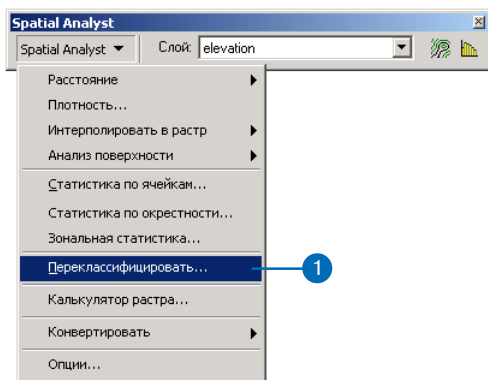 Spatial Analyst
Spatial Analyst Слой: elevation
Расстояние
Плотность...
Интерполировать в растр
Анализ поверхности
Статистика по ячейкам...
Статистика по окрестности...
Зональная статистика...
Переклассифицировать... 1
Калькулятор растра...
Конвертировать
Опции...